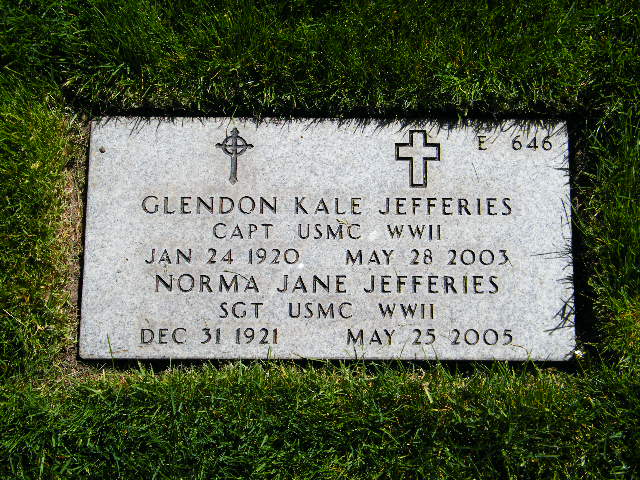 E 646
GLENDON KALE JEFFERIES
CAPT USMC WWII
JAN 24 1920 MAY 28 2003
NORMA JANE JEFFERIES
SGT USMC WWII
DEC 31 1921 MAY 25 2005